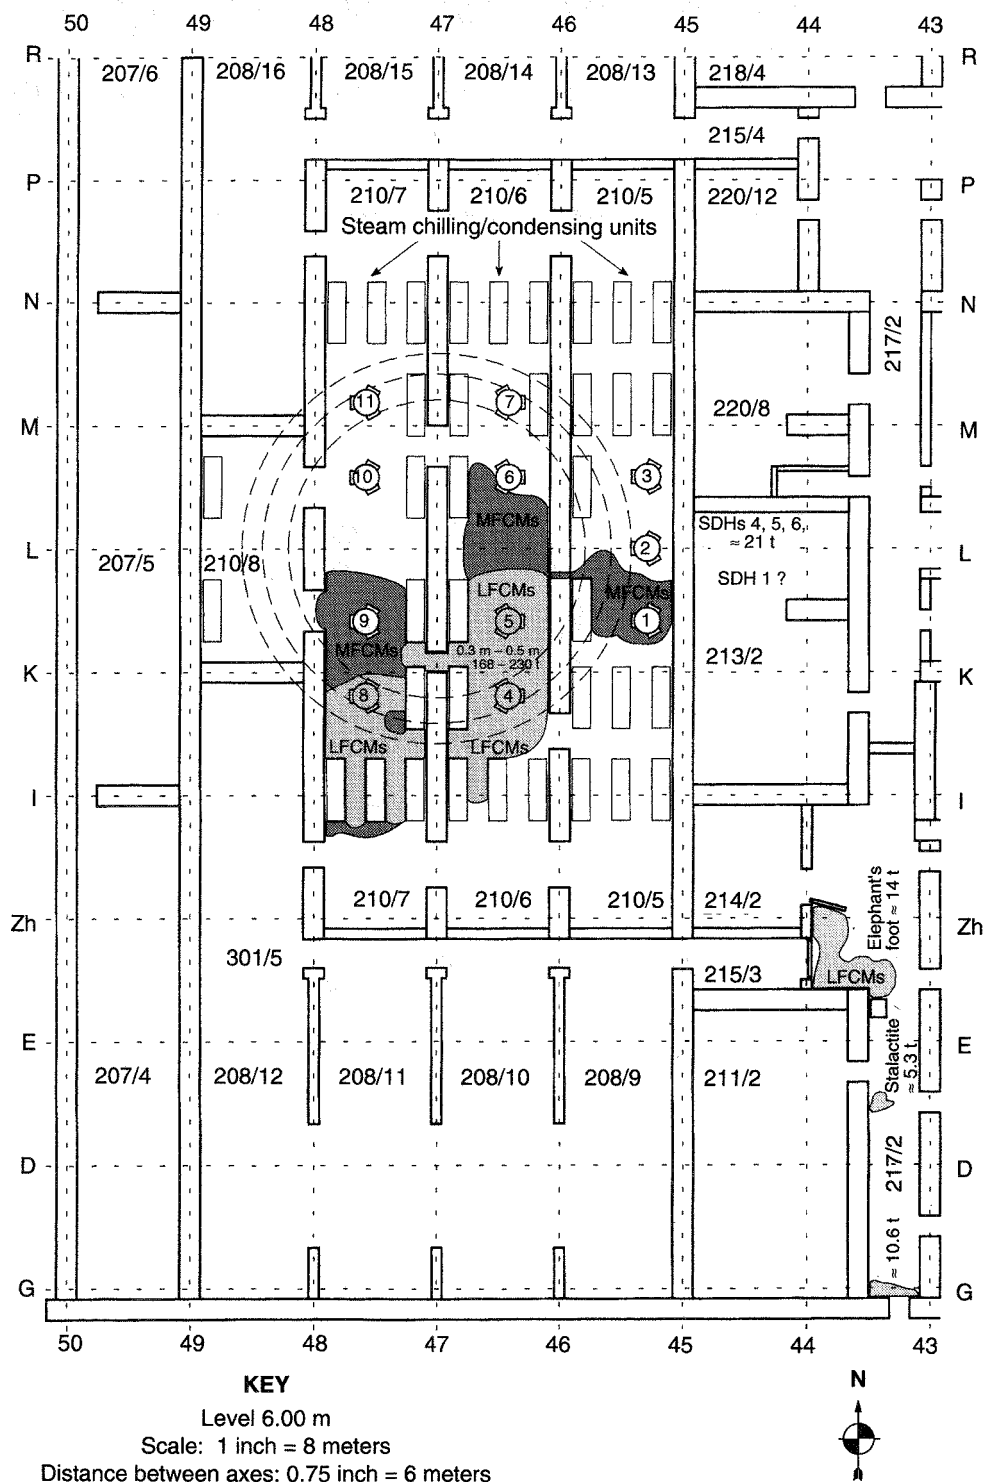 50 49 48 47 46 45 44 43
R 207/6 208/16 208/15 208/14 208/13 218/4 R
215/4
P 210/7 210/6 210/5 220/12 P
Steam chilling/condensing units
N N
217/2
11 7
M 220/8 M
10 6 3
MFCMs SDHs 4, 5, 6,
≈ 21 t
L 2 L
207/5 210/8 SDH 1 ?
LFCMs MFCMs
9 5 1
MFCMs 0.3 m – 0.5 m
168 – 230 t 213/2
K K
8 4
LFCMs LFCMs
I I
210/7 210/6 210/5 214/2
Elephant's
foot ≈ 14 t
Zh Zh
301/5 215/3 LFCMs
E E
Stalactite
≈ 5.3 t
207/4 208/12 208/11 208/10 208/9 211/2
D 217/2 D
≈ 10.6 t
G G
50 49 48 47 46 45 44 43
KEY
N
Level 6.00 m
Scale: 1 inch = 8 meters
Distance between axes: 0.75 inch = 6 meters